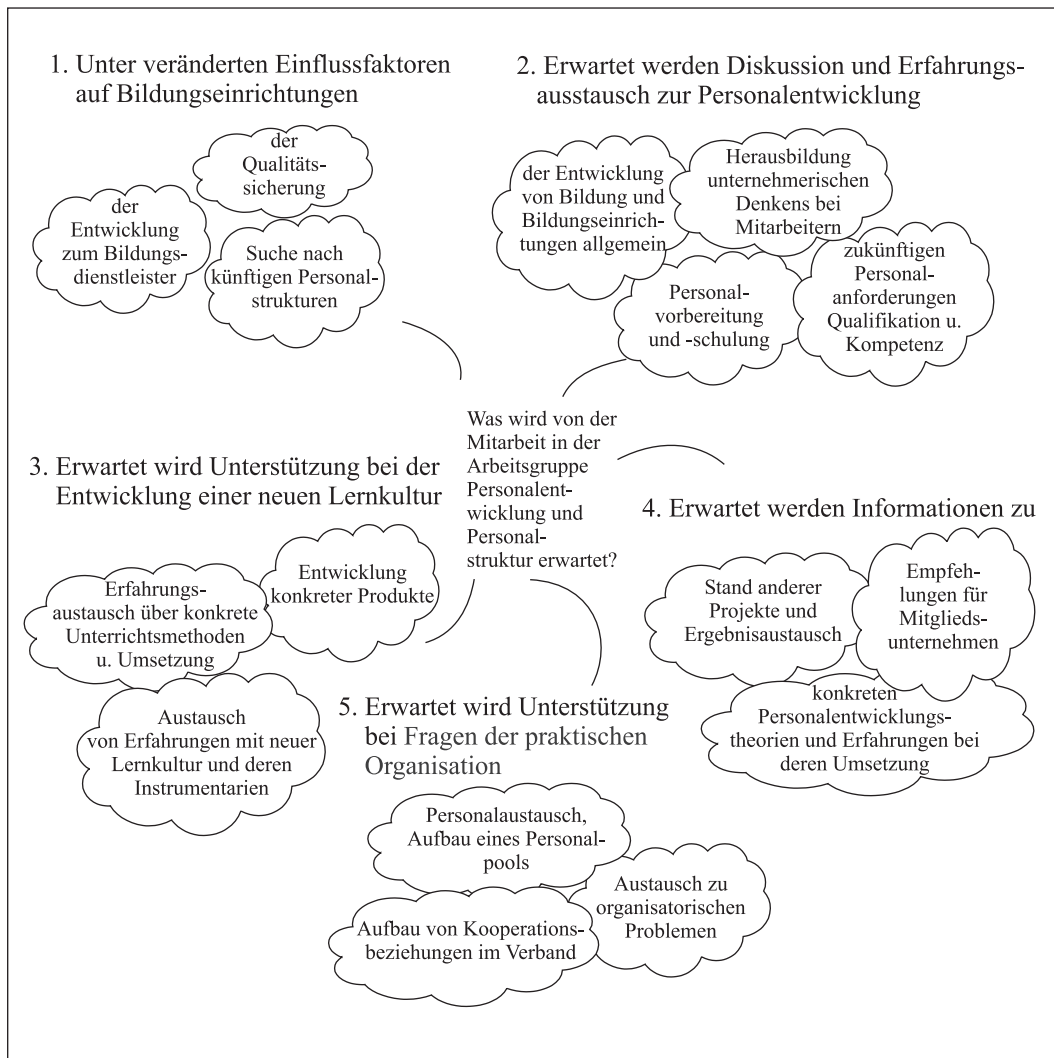 1. Unter veränderten Einflussfaktoren
auf Bildungseinrichtungen
der
Qualitäts-
sicherung
der
Entwicklung
zum Bildungs-
dienstleister
Suche nach
künftigen Personal-
strukturen
2. Erwartet werden Diskussion und Erfahrungs-
ausstausch zur Personalentwicklung
der Entwicklung
von Bildung und
Bildungseinrich-
tungen allgemein
Herausbildung
unternehmerischen
Denkens bei
Mitarbeitern
Personal-
vorbereitung
und -schulung
zukünftigen
Personal-
anforderungen
Qualifikation u.
Kompetenz
Was wird von der
Mitarbeit in der
Arbeitsgruppe
Personalent-
wicklung und
Personal-
struktur erwartet?
3. Erwartet wird Unterstützung bei der
Entwicklung einer neuen Lernkultur
Erfahrungs-
austausch über konkrete
Unterrichtsmethoden
u. Umsetzung
Entwicklung
konkreter Produkte
Austausch
von Erfahrungen mit neuer
Lernkultur und deren
Instrumentarien
4. Erwartet werden Informationen zu
Stand anderer
Projekte und
Ergebnisaustausch
Empfeh-
lungen für
Mitglieds-
unternehmen
konkreten
Personalentwicklungs-
theorien und Erfahrungen bei
deren Umsetzung
5. Erwartet wird Unterstützung
bei Fragen der praktischen
Organisation
Personalaustausch,
Aufbau eines Personal-
pools
Aufbau von Kooperations-
beziehungen im Verband
Austausch zu
organisatorischen
Problemen